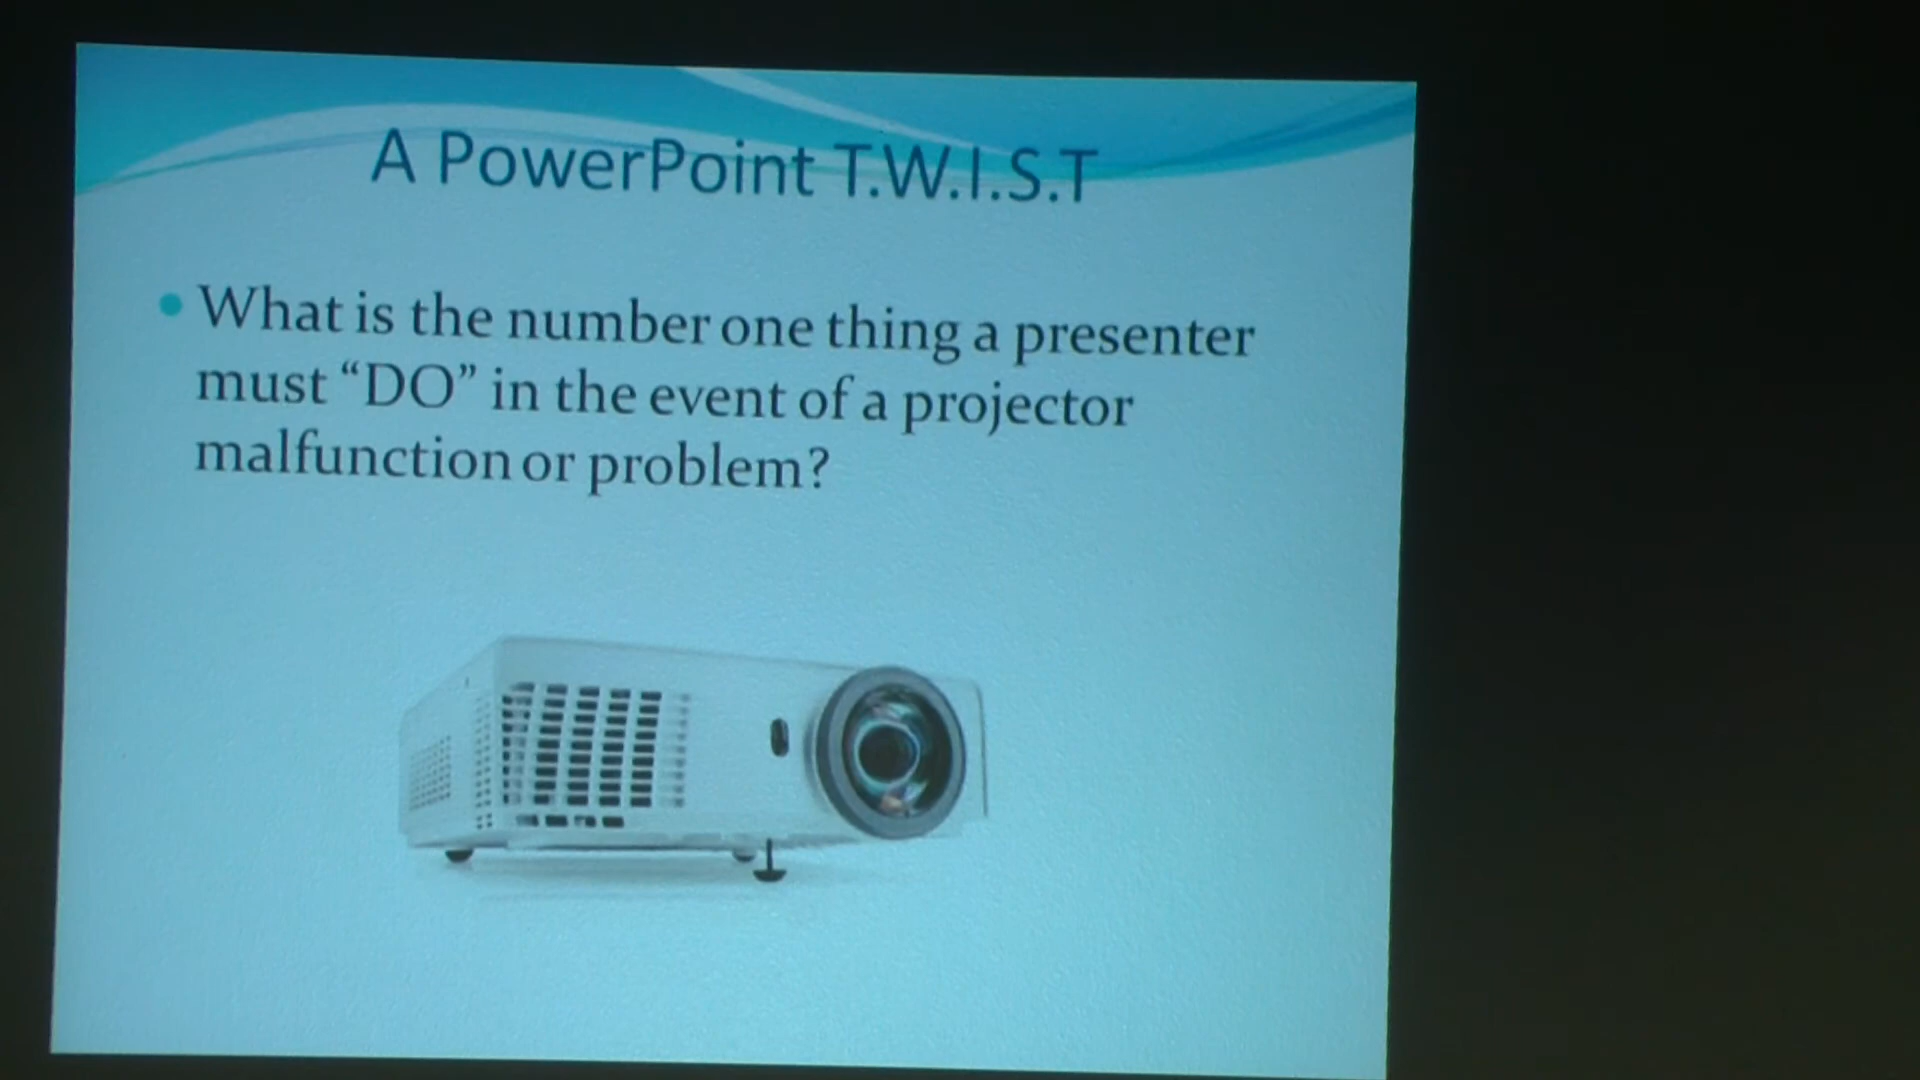 A PowerPoint T.W.I.S.T
• What is the number one thing a presenter
must “DO” in the event of a projector
malfunction or problem?